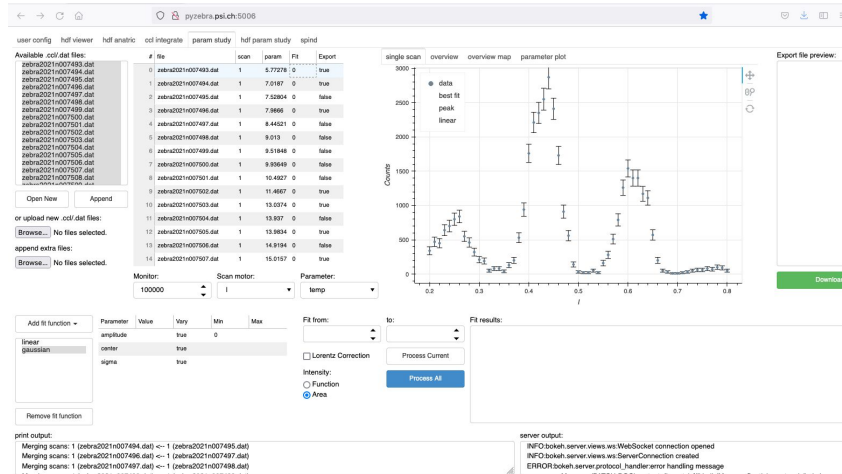 pyzebra.psi.ch:5006
user config hdf viewer hdf anatric ccl integrate param study hdf param study spind
Available .ccl/.dat files:
zebra2021n007493.dat
zebra2021n007494.dat
zebra2021n007495.dat
zebra2021n007496.dat
zebra2021n007497.dat
zebra2021n007498.dat
zebra2021n007499.dat
zebra2021n007500.dat
zebra2021n007501.dat
zebra2021n007502.dat
zebra2021n007503.dat
zebra2021n007504.dat
zebra2021n007505.dat
zebra2021n007506.dat
zebra2021n007507.dat
zebra2021n007508.dat
Open New Append
or upload new .ccl/.dat files:
Browse... No files selected.
append extra files:
Browse... No files selected.
# file scan param Fit Export
0 zebra2021n007493.dat 1 5.77278 0 true
1 zebra2021n007494.dat 1 7.0187 0 true
2 zebra2021n007495.dat 1 7.52804 0 false
3 zebra2021n007496.dat 1 7.9866 0 true
4 zebra2021n007497.dat 1 8.44521 0 false
5 zebra2021n007498.dat 1 9.013 0 false
6 zebra2021n007499.dat 1 9.51848 0 false
7 zebra2021n007500.dat 1 9.93649 0 false
8 zebra2021n007501.dat 1 10.4927 0 false
9 zebra2021n007502.dat 1 11.4667 0 true
10 zebra2021n007503.dat 1 13.0374 0 true
11 zebra2021n007504.dat 1 13.937 0 false
12 zebra2021n007505.dat 1 13.9834 0 true
13 zebra2021n007506.dat 1 14.9194 0 false
14 zebra2021n007507.dat 1 15.0157 0 true
Monitor: Scan motor: Parameter:
100000 l temp
single scan overview overview map parameter plot
data
best fit
peak
linear
Counts
3000
2500
2000
1500
1000
500
0
0.2 0.3 0.4 0.5 0.6 0.7 0.8
l
Export file preview:
Downloa
Add fit function
linear
gaussian
Remove fit function
Parameter Value Vary Min Max
amplitude true 0
center true
sigma true
Fit from: to:
Lorentz Correction Process Current
Intensity:
Function
Area
Process All
Fit results:
print output:
Merging scans: 1 (zebra2021n007494.dat) <-- 1 (zebra2021n007495.dat)
Merging scans: 1 (zebra2021n007496.dat) <-- 1 (zebra2021n007497.dat)
Merging scans: 1 (zebra2021n007497.dat) <-- 1 (zebra2021n007498.dat)
server output:
INFO:bokeh.server.views.ws:WebSocket connection opened
INFO:bokeh.server.views.ws:ServerConnection created
ERROR:bokeh.server.protocol_handler:error handling message